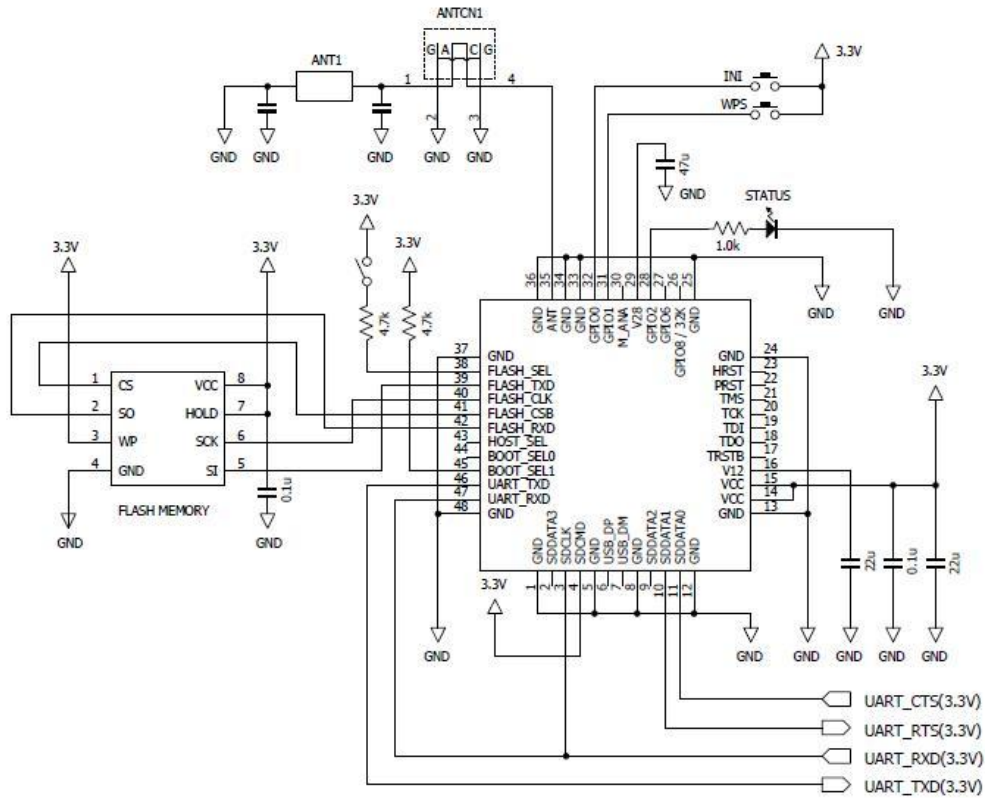 ANTCN1
G A C G
ANT1
1
4
2
3
GND
GND
GND
GND
GND
3.3V
INI
WPS
47u
GND
STATUS
1.0k
GND
GND
3.3V
3.3V
3.3V
3.3V
4.7k
4.7k
36 GND
35 ANT
34 GND
33 GND
32 GPIO0
31 GPIO1
30 M_ANA
29 V28
28 GPIO2
27 GPIO6
26 GPIO8 / 32K
25 GND
37 GND
38 FLASH_SEL
39 FLASH_TXD
40 FLASH_CLK
41 FLASH_CSB
42 FLASH_RXD
43 HOST_SEL
44 BOOT_SEL0
45 BOOT_SEL1
46 UART_TXD
47 UART_RXD
48 GND
GND 24
HRST 23
PRST 22
TMS 21
TCK 20
TDI 19
TDO 18
TRSTB 17
V12 16
VCC 15
VCC 14
GND 13
1 GND
2 SDDATA3
3 SDCLK
4 SDCMD
5 GND
6 USB_DP
7 USB_DM
8 GND
9 SDDATA2
10 SDDATA1
11 SDDATA0
12 GND
1 CS
2 SO
3 WP
4 GND
VCC 8
HOLD 7
SCK 6
SI 5
FLASH MEMORY
0.1u
GND
GND
3.3V
3.3V
22u
0.1u
22u
GND
GND
GND
GND
GND
GND
UART_CTS(3.3V)
UART_RTS(3.3V)
UART_RXD(3.3V)
UART_TXD(3.3V)